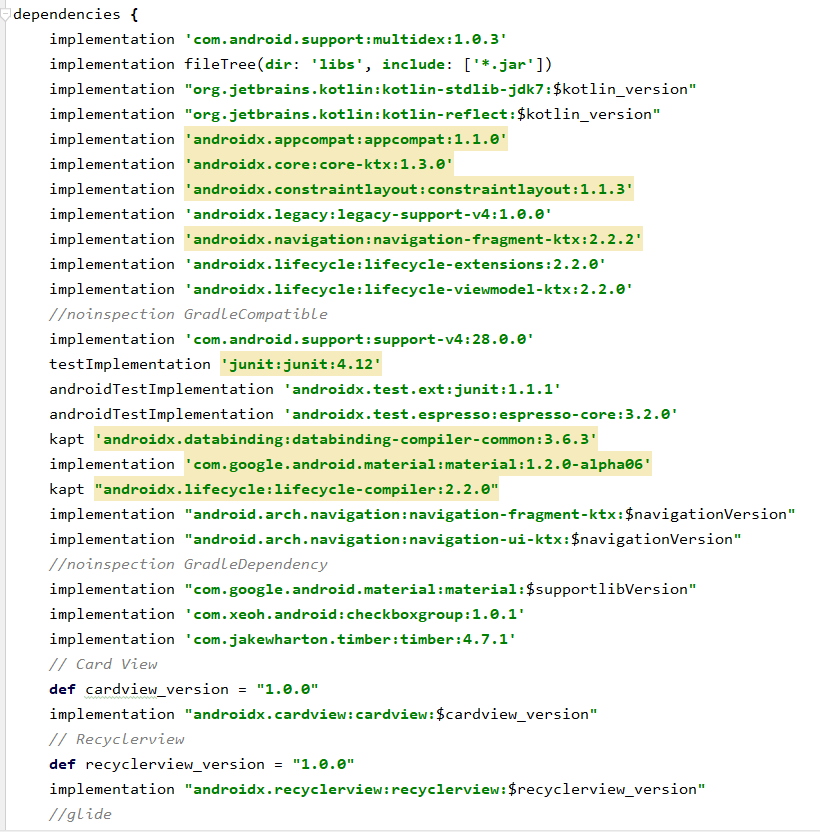 dependencies {
    implementation 'com.android.support:multidex:1.0.3'
    implementation fileTree(dir: 'libs', include: ['*.jar'])
    implementation "org.jetbrains.kotlin:kotlin-stdlib-jdk7:$kotlin_version"
    implementation "org.jetbrains.kotlin:kotlin-reflect:$kotlin_version"
    implementation 'androidx.appcompat:appcompat:1.1.0'
    implementation 'androidx.core:core-ktx:1.3.0'
    implementation 'androidx.constraintlayout:constraintlayout:1.1.3'
    implementation 'androidx.legacy:legacy-support-v4:1.0.0'
    implementation 'androidx.navigation:navigation-fragment-ktx:2.2.2'
    implementation 'androidx.lifecycle:lifecycle-extensions:2.2.0'
    implementation 'androidx.lifecycle:lifecycle-viewmodel-ktx:2.2.0'
    //noinspection GradleCompatible
    implementation 'com.android.support:support-v4:28.0.0'
    testImplementation 'junit:junit:4.12'
    androidTestImplementation 'androidx.test.ext:junit:1.1.1'
    androidTestImplementation 'androidx.test.espresso:espresso-core:3.2.0'
    kapt 'androidx.databinding:databinding-compiler-common:3.6.3'
    implementation 'com.google.android.material:material:1.2.0-alpha06'
    kapt "androidx.lifecycle:lifecycle-compiler:2.2.0"
    implementation "android.arch.navigation:navigation-fragment-ktx:$navigationVersion"
    implementation "android.arch.navigation:navigation-ui-ktx:$navigationVersion"
    //noinspection GradleDependency
    implementation "com.google.android.material:material:$supportlibVersion"
    implementation 'com.xeoh.android:checkboxgroup:1.0.1'
    implementation 'com.jakewharton.timber:timber:4.7.1'
    // Card View
    def cardview_version = "1.0.0"
    implementation "androidx.cardview:cardview:$cardview_version"
    // Recyclerview
    def recyclerview_version = "1.0.0"
    implementation "androidx.recyclerview:recyclerview:$recyclerview_version"
    //glide